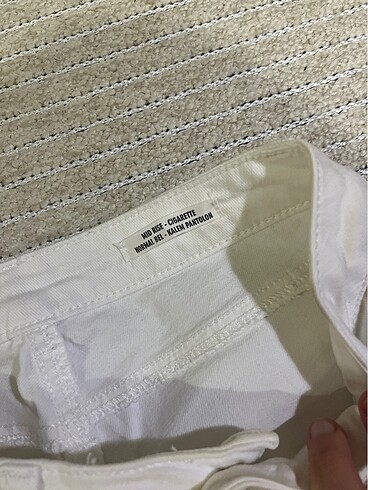 MID RISE - CIGARETTE
NORMAL BEL - KALEM PANTOLON